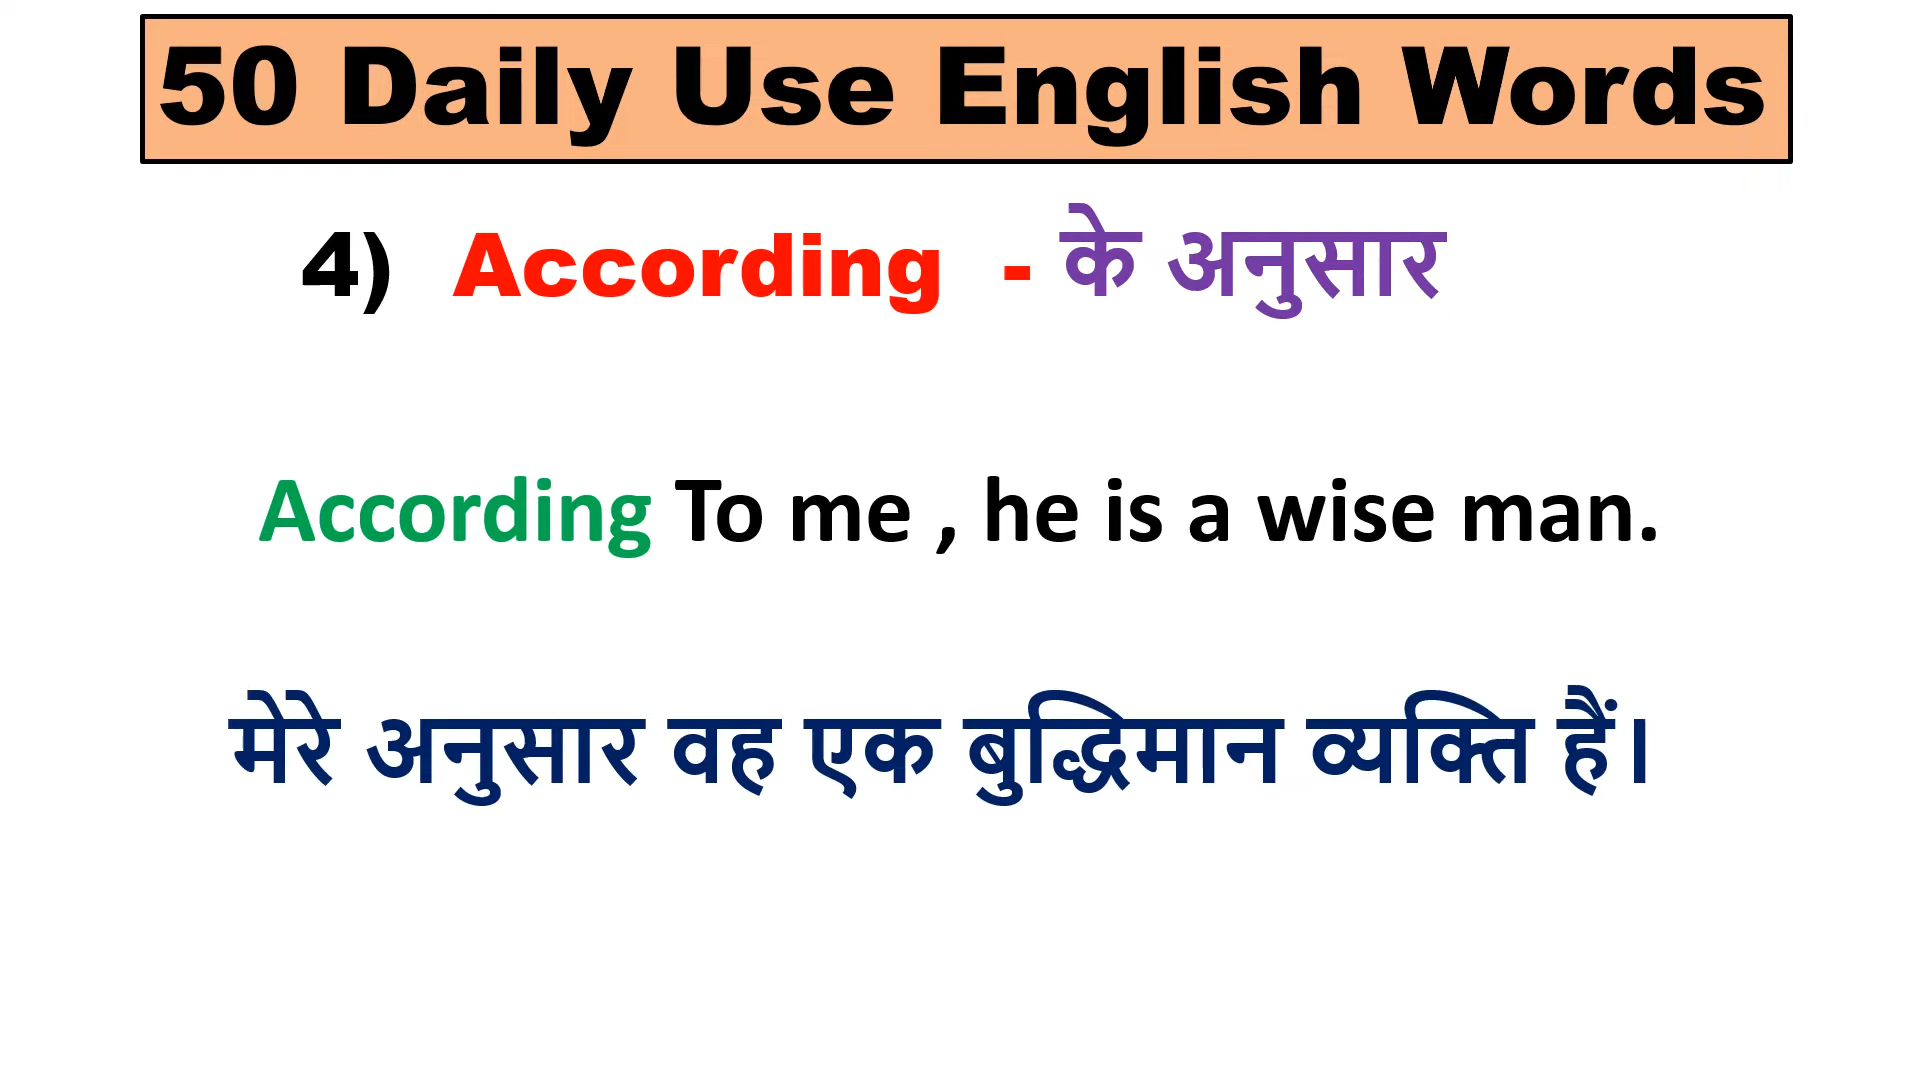 50 Daily Use English Words
4) According - के अनुसार
According To me , he is a wise man.
मेरे अनुसार वह एक बुद्धिमान व्यक्ति हैं।